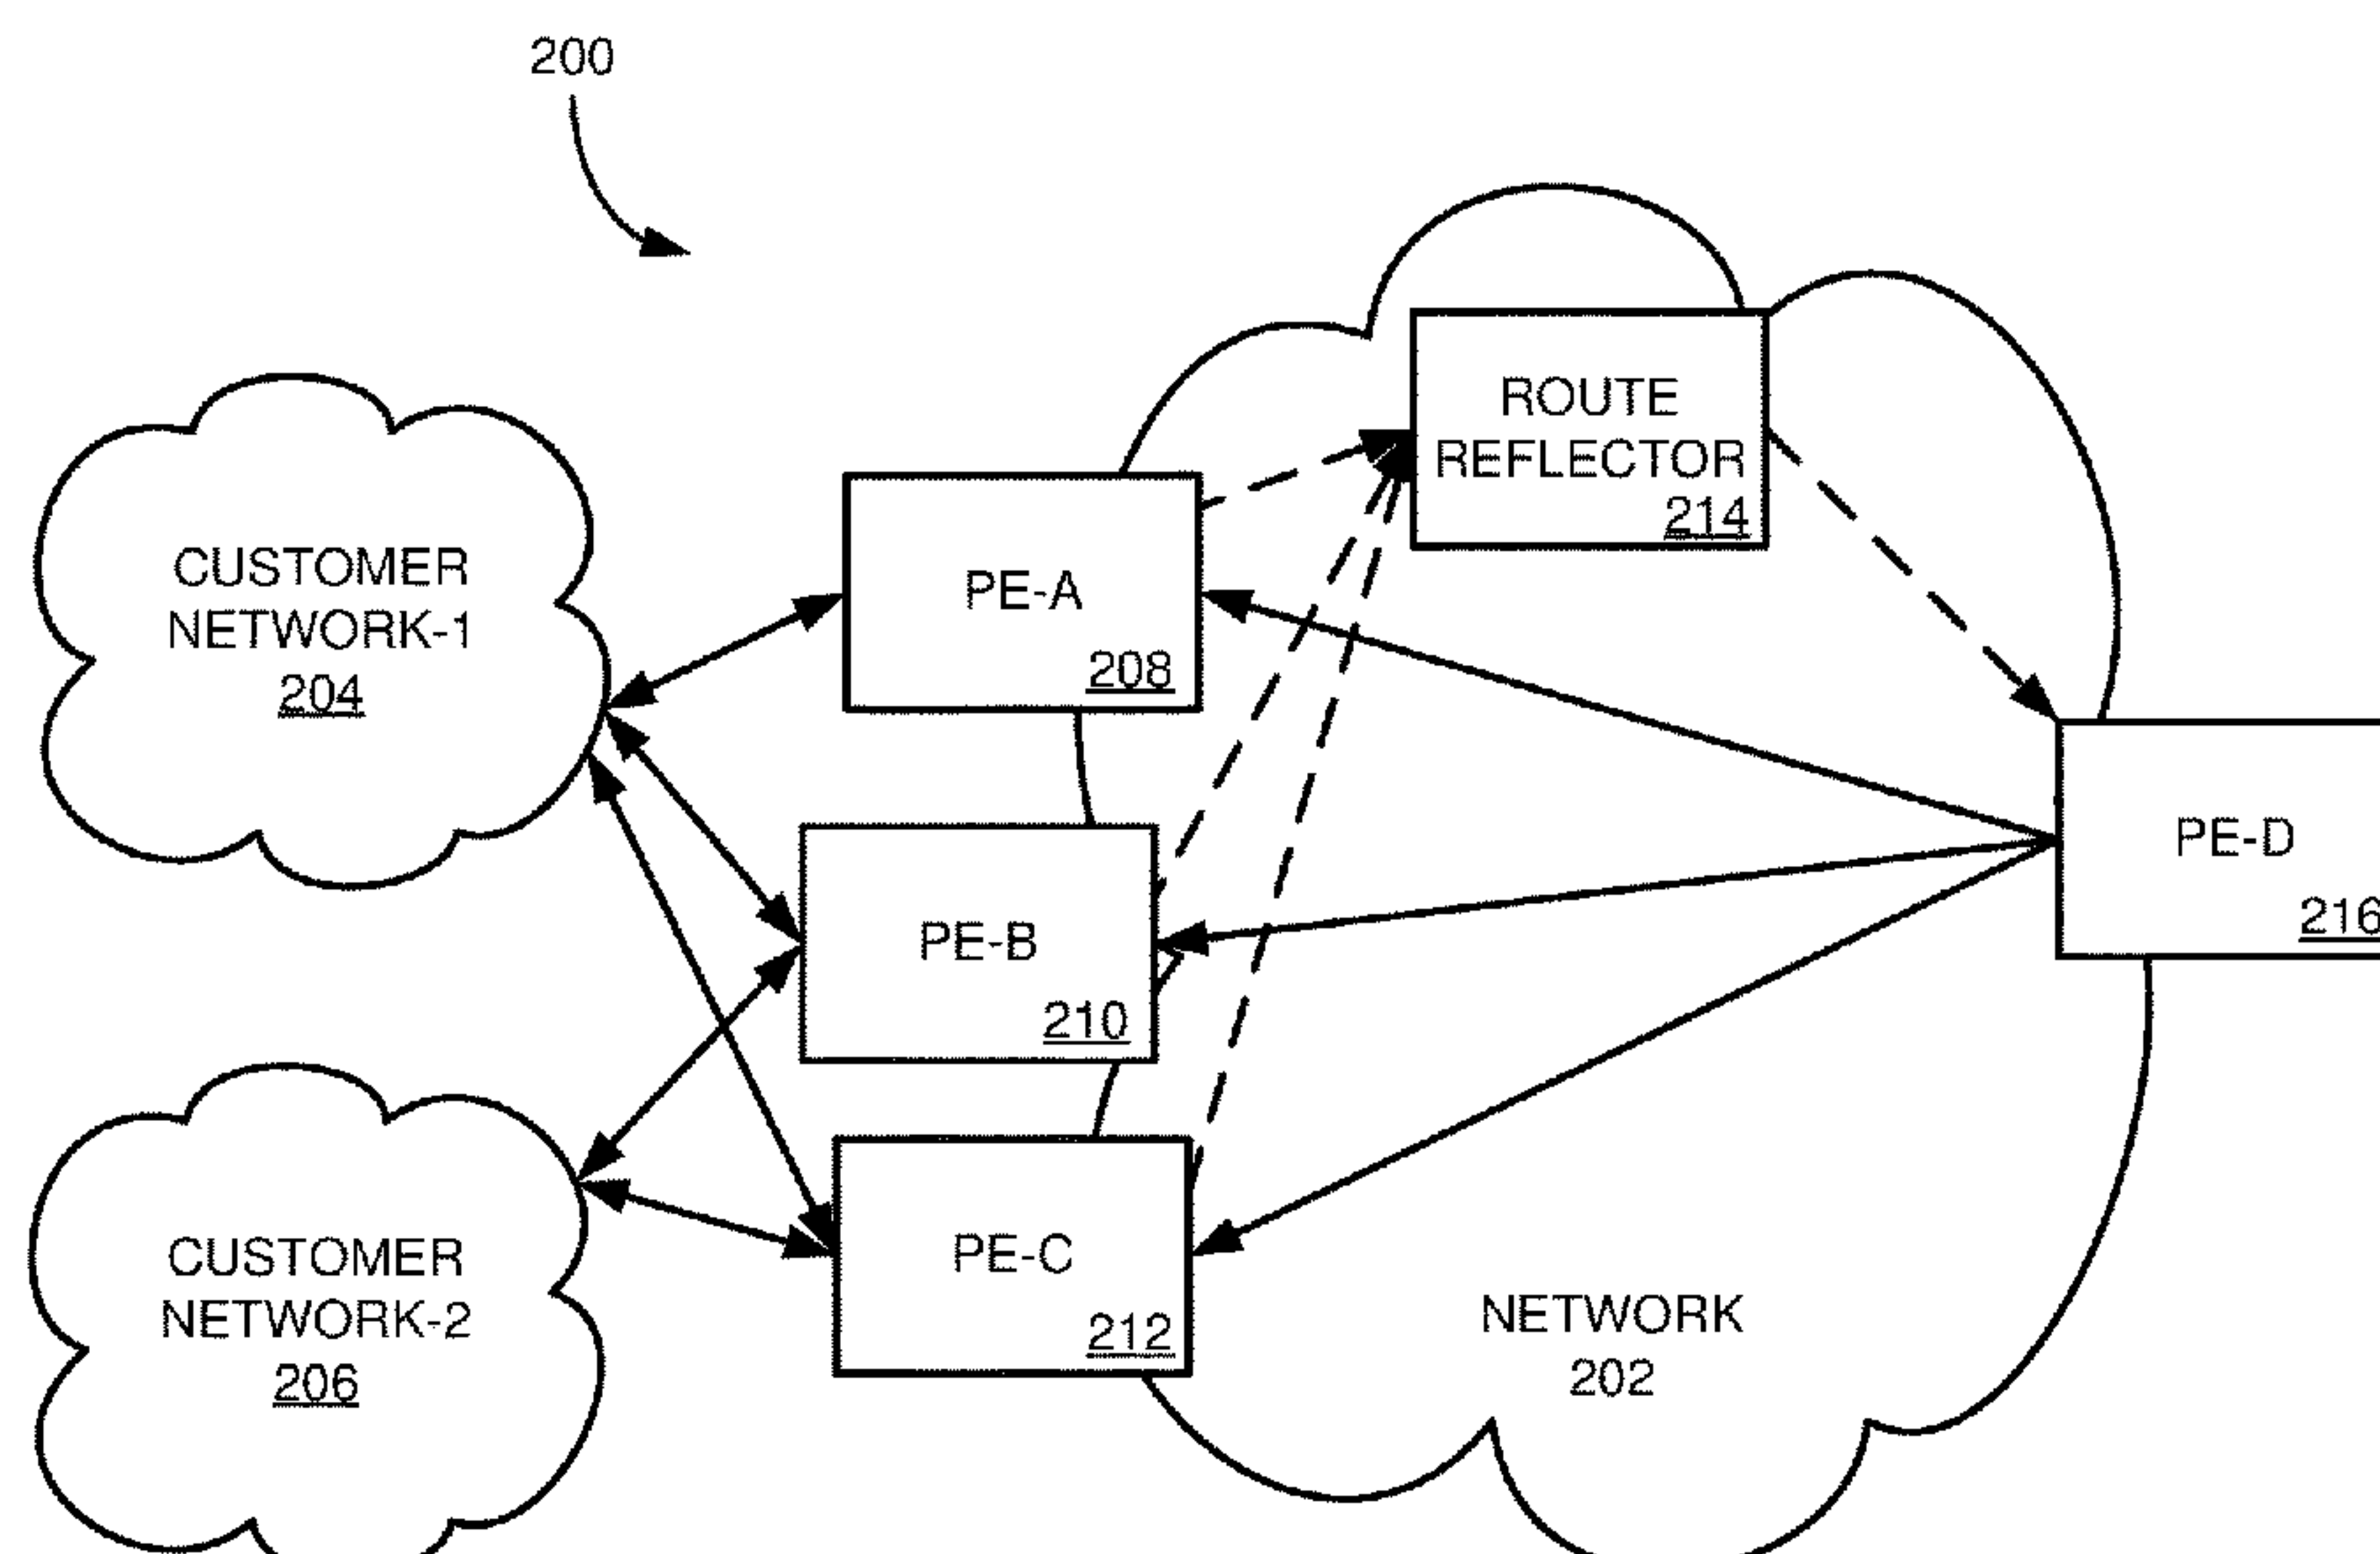 200
ROUTE
REFLECTOR
214
CUSTOMER
NETWORK-1
204
PE-A
208
PE-D
216
PE-B
210
CUSTOMER
NETWORK-2
206
PE-C
212
NETWORK
202